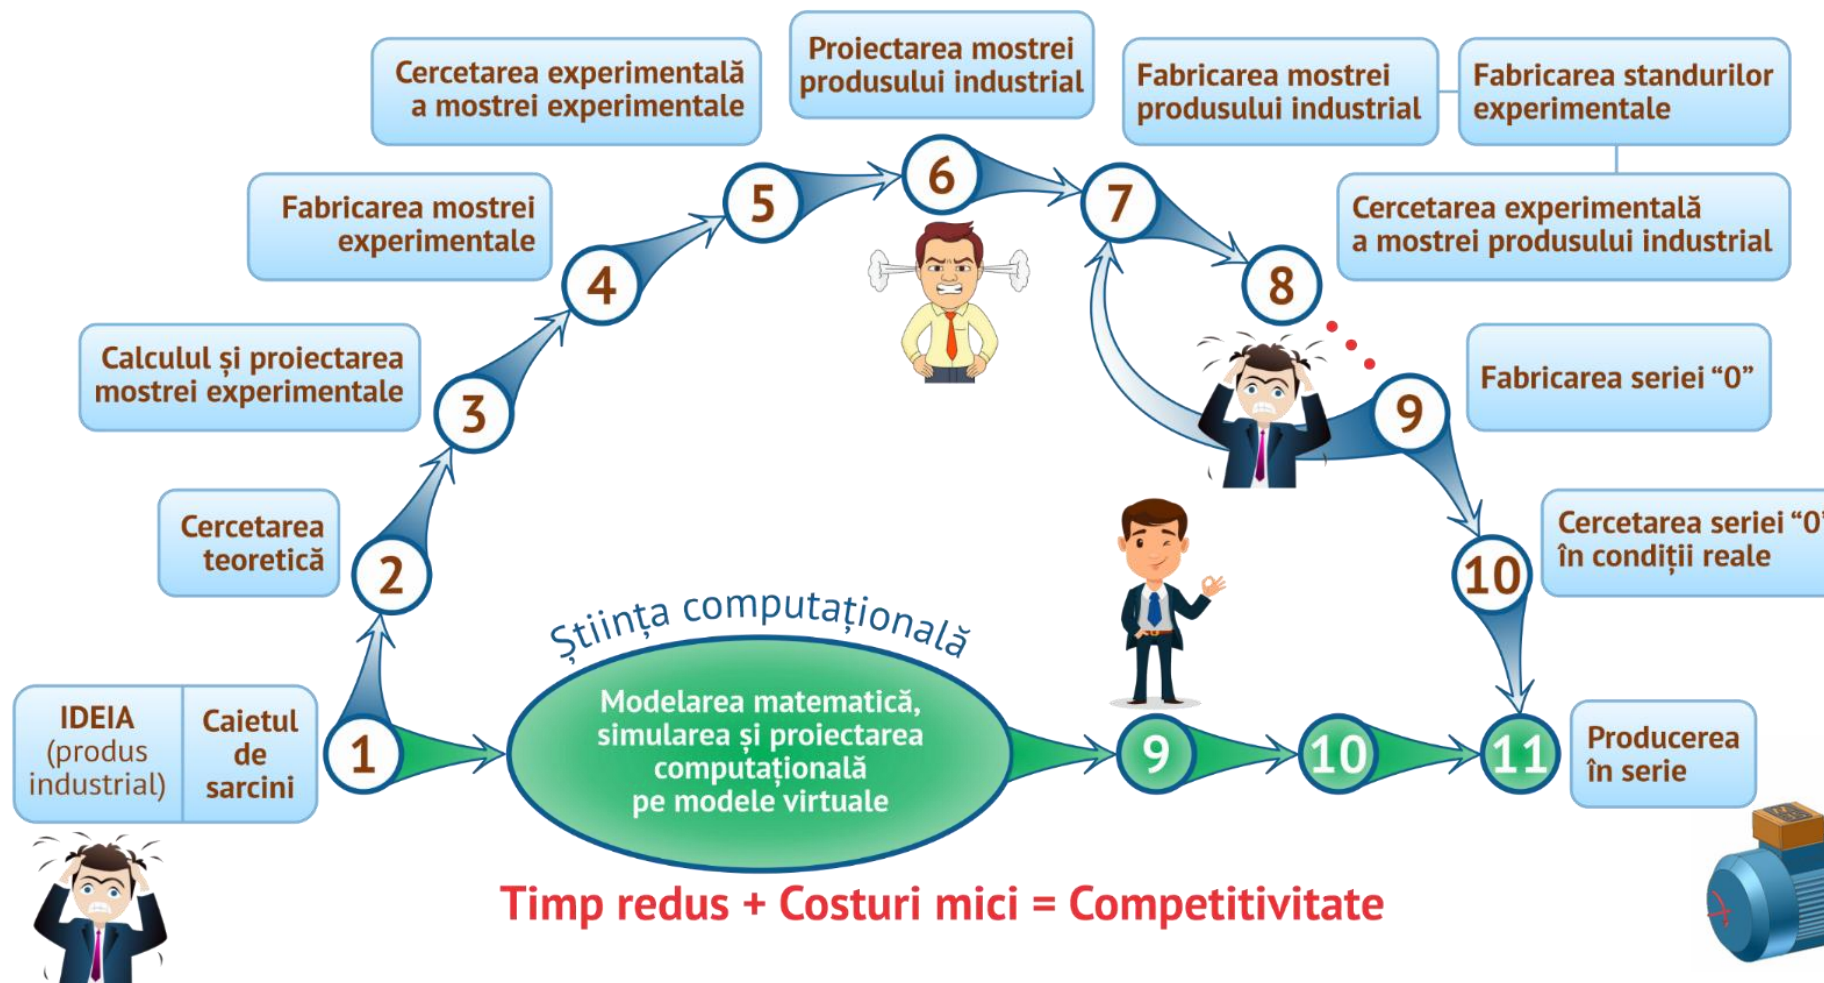 Proiectarea mostrei
produsului industrial
Cercetarea experimentală
a mostrei experimentale
Fabricarea mostrei
produsului industrial
Fabricarea standurilor
experimentale
Fabricarea mostrei
experimentale
Cercetarea experimentală
a mostrei produsului industrial
6
5
7
4
8
Calculul și proiectarea
mostrei experimentale
3
9
Fabricarea seriei “0”
Cercetarea
teoretică
2
10
Cercetarea seriei “0”
în condiții reale
Știința computațională
IDEIA
(produs
industrial)
Caietul
de
sarcini
1
Modelarea matematică,
simularea și proiectarea
computațională
pe modele virtuale
9
10
11
Producerea
în serie
Timp redus + Costuri mici = Competitivitate